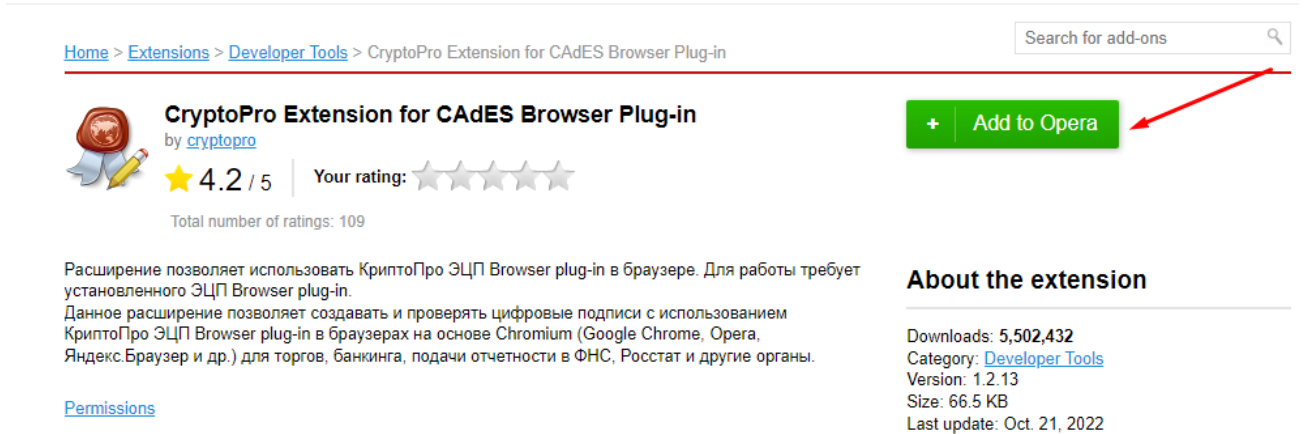 Home > Extensions > Developer Tools > CryptoPro Extension for CAdES Browser Plug-in
Search for add-ons
CryptoPro Extension for CAdES Browser Plug-in
by cryptopro
4.2 / 5
Your rating:
Total number of ratings: 109
+ Add to Opera
Расширение позволяет использовать КриптоПро ЭЦП Browser plug-in в браузере. Для работы требует
установленного ЭЦП Browser plug-in.
Данное расширение позволяет создавать и проверять цифровые подписи с использованием
КриптоПро ЭЦП Browser plug-in в браузерах на основе Chromium (Google Chrome, Opera,
Яндекс.Браузер и др.) для торгов, банкинга, подачи отчетности в ФНС, Росстат и другие органы.
Permissions
About the extension
Downloads: 5,502,432
Category: Developer Tools
Version: 1.2.13
Size: 66.5 KB
Last update: Oct. 21, 2022